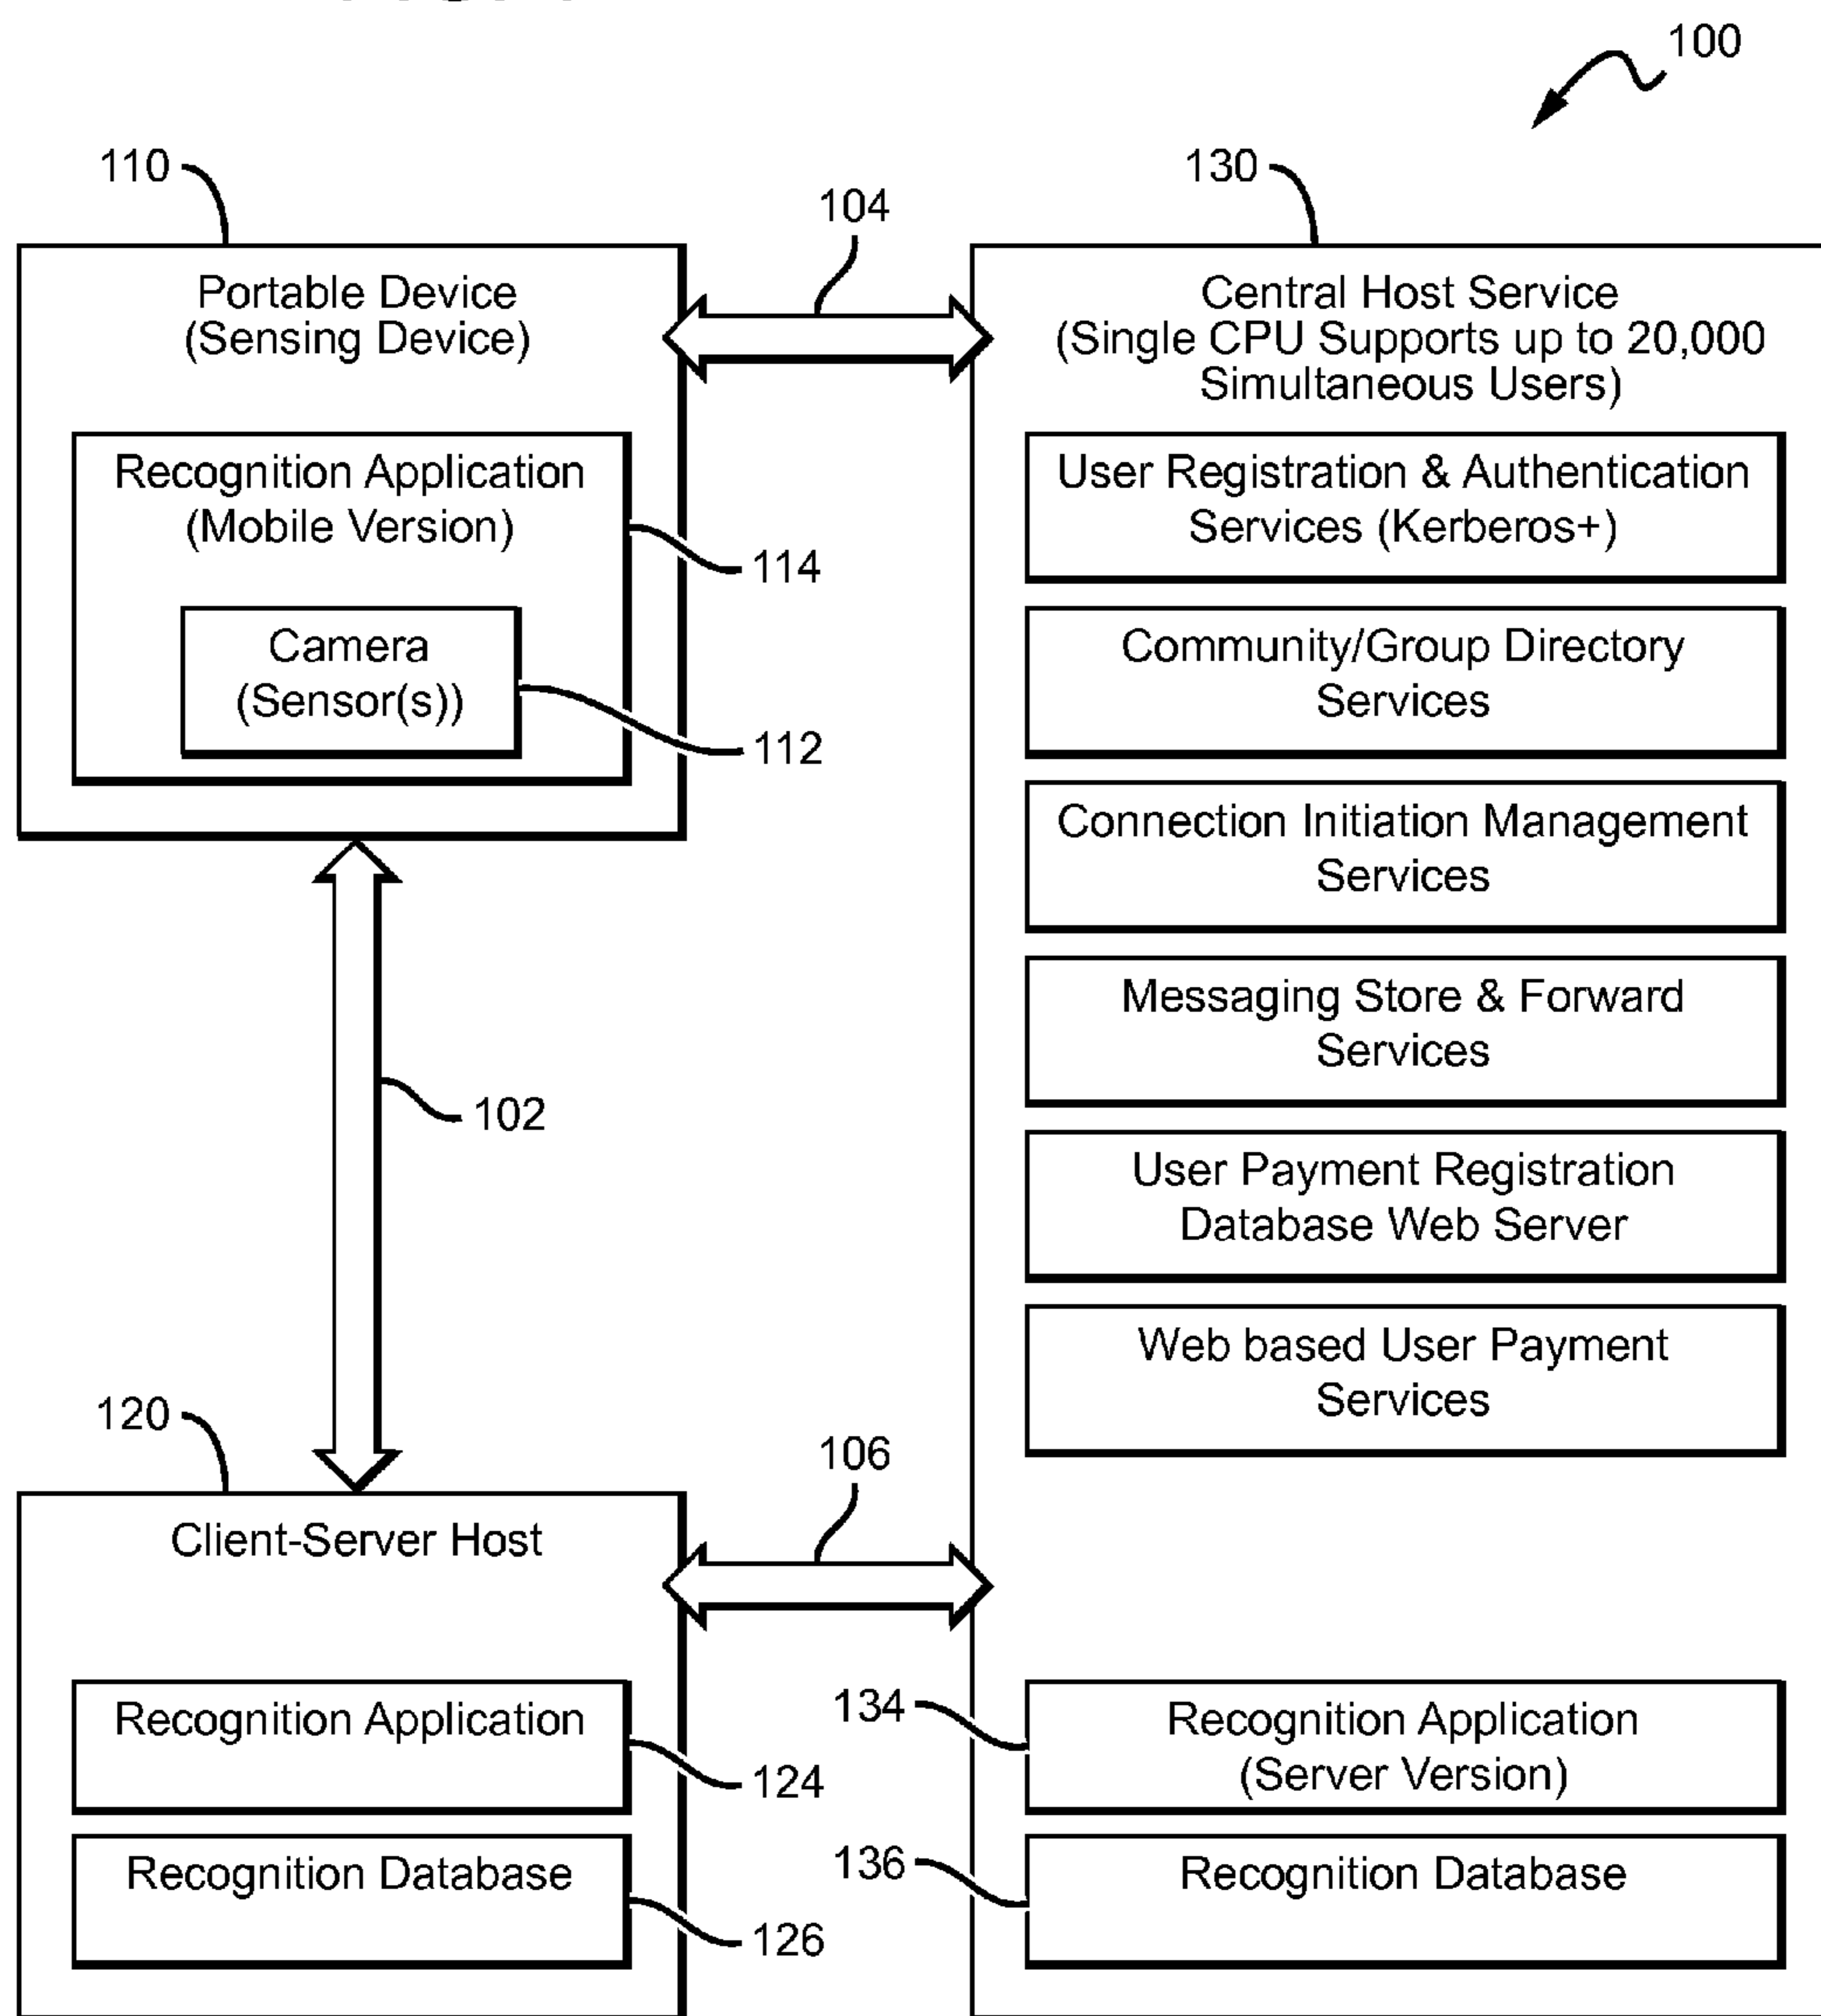 100
110
130
104
Portable Device
(Sensing Device)
Central Host Service
(Single CPU Supports up to 20,000
Simultaneous Users)
Recognition Application
(Mobile Version)
114
Camera
(Sensor(s))
112
User Registration & Authentication
Services (Kerberos+)
Community/Group Directory
Services
Connection Initiation Management
Services
Messaging Store & Forward
Services
102
User Payment Registration
Database Web Server
Web based User Payment
Services
120
106
Client-Server Host
Recognition Application
124
134
Recognition Application
(Server Version)
Recognition Database
126
136
Recognition Database